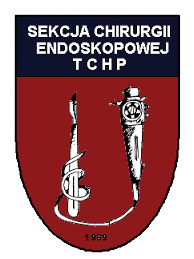 SEKCJA CHIRURGII
ENDOSKOPOWEJ
T C H P
1989